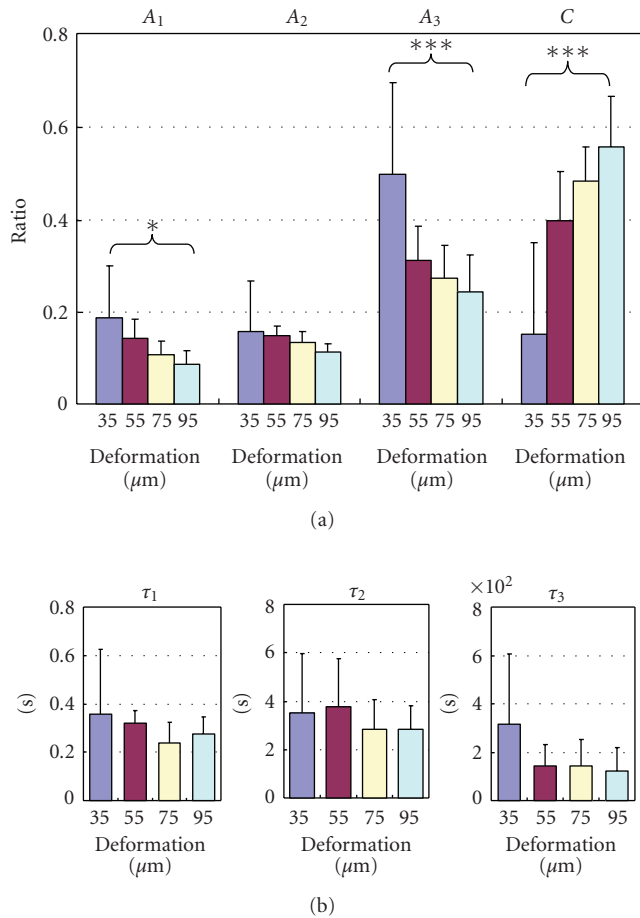 A1 A2 A3 C
0.8
∗∗∗ ∗∗∗
0.6
Ratio
0.4
∗
0.2
0
35 55 75 95 35 55 75 95 35 55 75 95 35 55 75 95
Deformation Deformation Deformation Deformation
(μm) (μm) (μm) (μm)
(a)
×10²
τ1 τ2 τ3
0.8 8 8
0.6 6 6
(s) (s) (s)
0.4 4 4
0.2 2 2
0 0 0
35 55 75 95 35 55 75 95 35 55 75 95
Deformation Deformation Deformation
(μm) (μm) (μm)
(b)